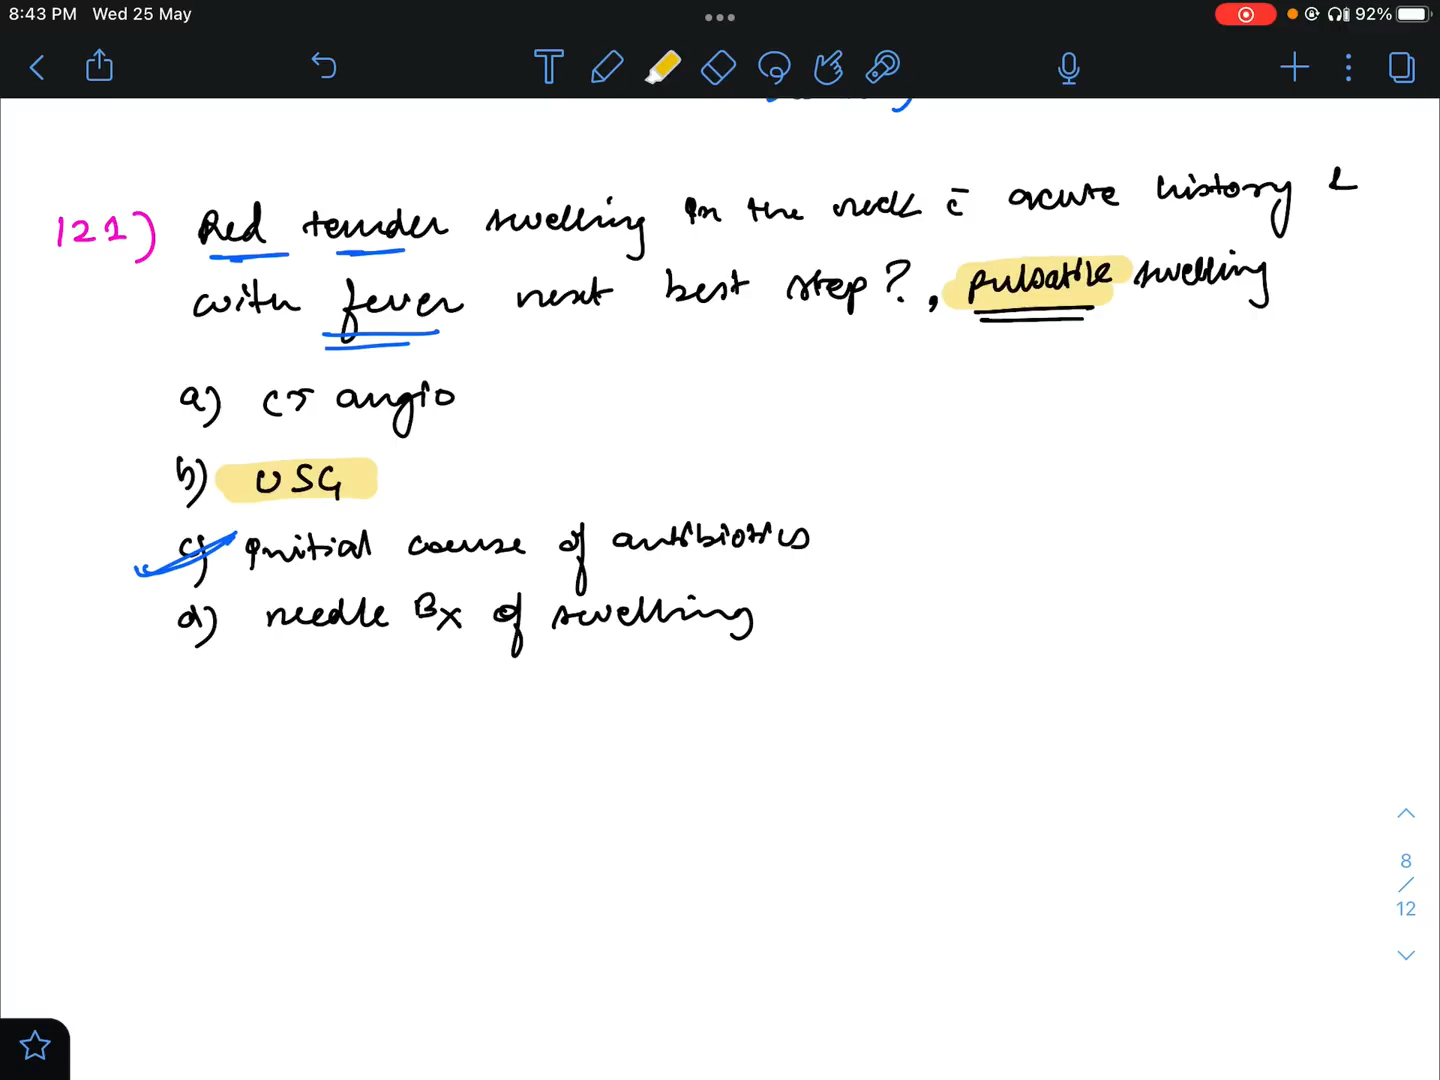 8:43 PM Wed 25 May
92%
121) Red tender swelling in the neck c̄ acute history &
with fever next best step?, pulsatile swelling
a) CT angio
b) USG
c) Initial course of antibiotics
d) needle Bx of swelling
8
/
12